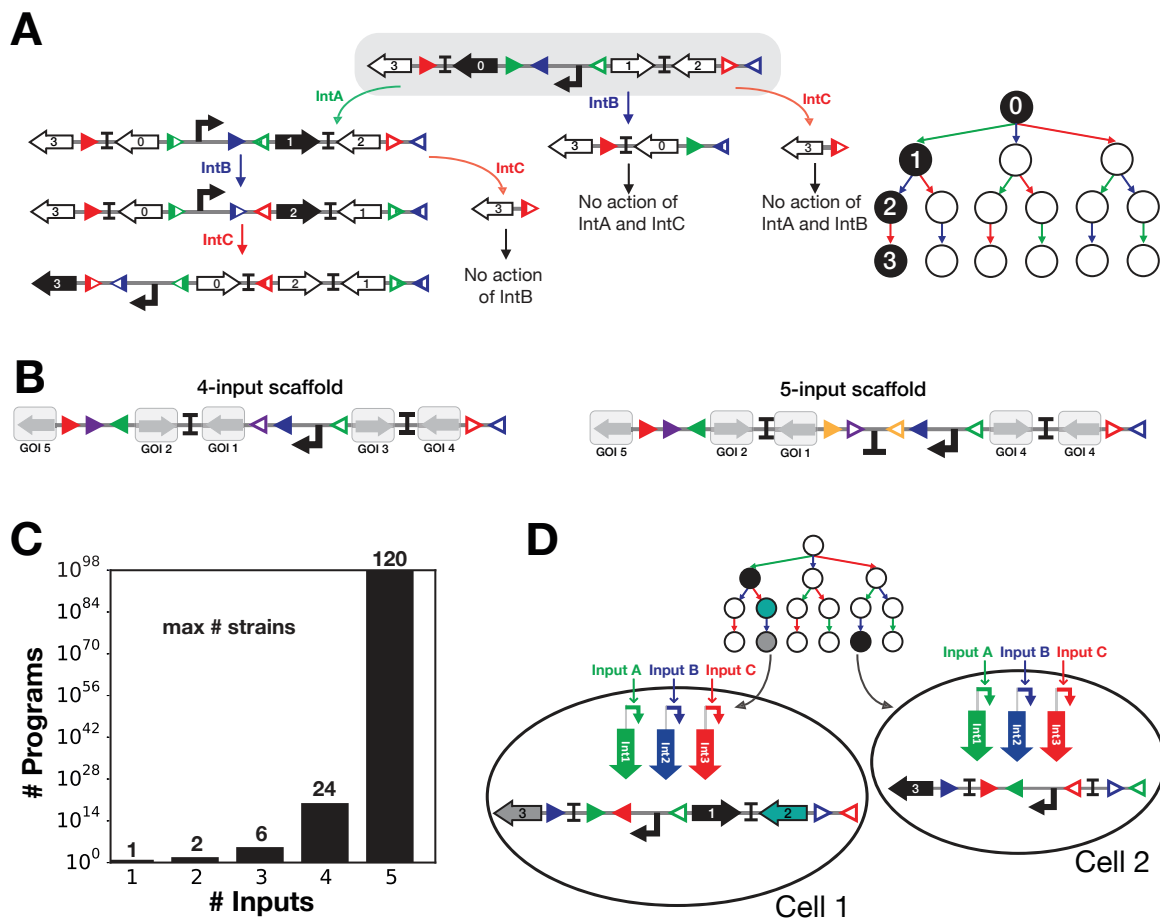 A
3 0 1 2
IntA IntB IntC
3 0 1 2
3 0
3
0
IntB IntC
No action of
IntA and IntC
No action of
IntA and IntB
1
3 0 2 1
3
2
IntC
No action
of IntB
3
3 0 2 1
B
4-input scaffold
5-input scaffold
GOI 5 GOI 2 GOI 1 GOI 3 GOI 4
GOI 5 GOI 2 GOI 1 GOI 4 GOI 4
C
# Programs
10^98
10^84
10^70
10^56
10^42
10^28
10^14
10^0
max # strains
1 2 6 24 120
1 2 3 4 5
# Inputs
D
Input A Input B Input C
Int1 Int2 Int3
3 1 2
Cell 1
Input A Input B Input C
Int1 Int2 Int3
3
Cell 2